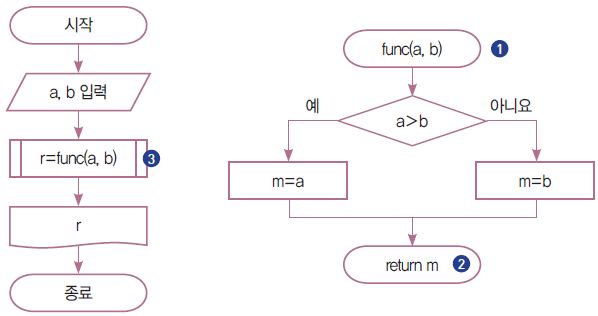 시작
a, b 입력
r=func(a, b) 3
r
종료
func(a, b) 1
예
아니요
a>b
m=a
m=b
return m 2